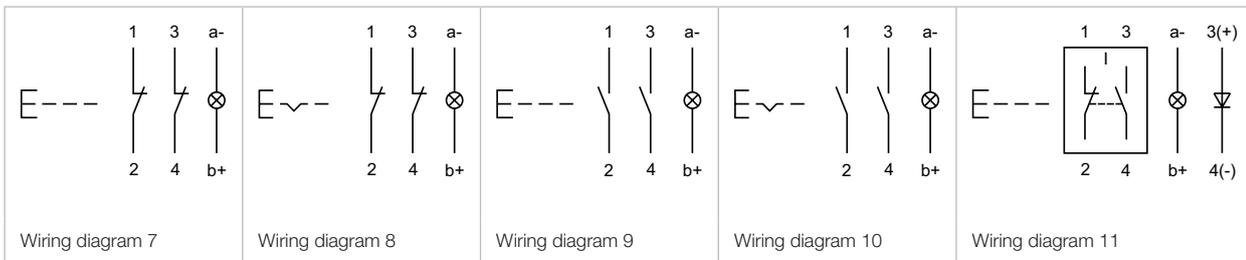 1 3 a-
2 4 b+
Wiring diagram 7
1 3 a-
2 4 b+
Wiring diagram 8
1 3 a-
2 4 b+
Wiring diagram 9
1 3 a-
2 4 b+
Wiring diagram 10
1 3 a- 3(+)
2 4 b+ 4(-)
Wiring diagram 11